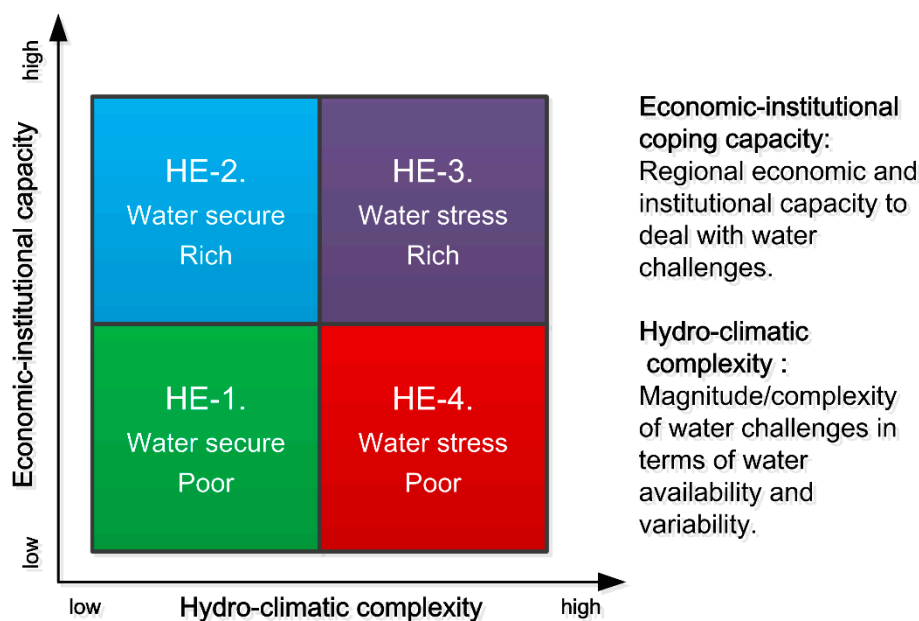 high
Economic-institutional capacity
low
HE-2.
Water secure
Rich
HE-3.
Water stress
Rich
HE-1.
Water secure
Poor
HE-4.
Water stress
Poor
low
Hydro-climatic complexity
high
Economic-institutional
coping capacity:
Regional economic and
institutional capacity to
deal with water
challenges.
Hydro-climatic
complexity :
Magnitude/complexity
of water challenges in
terms of water
availability and
variability.